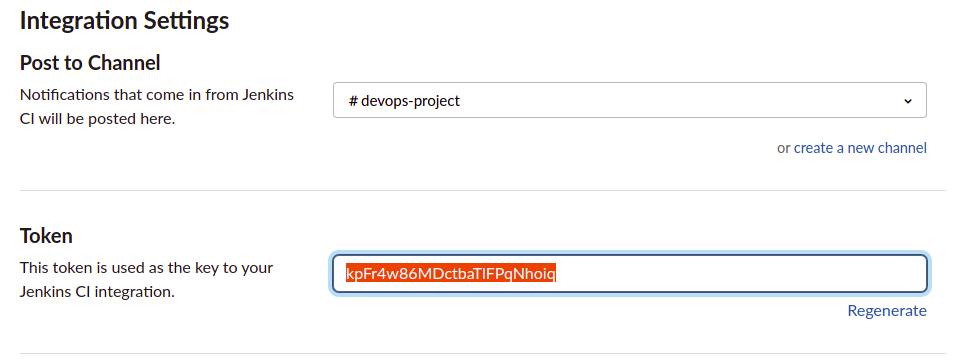 Integration Settings
Post to Channel
Notifications that come in from Jenkins
CI will be posted here.
# devops-project
or create a new channel
Token
This token is used as the key to your
Jenkins CI integration.
kpFr4w86MDctbaTlFPqNhoiq
Regenerate